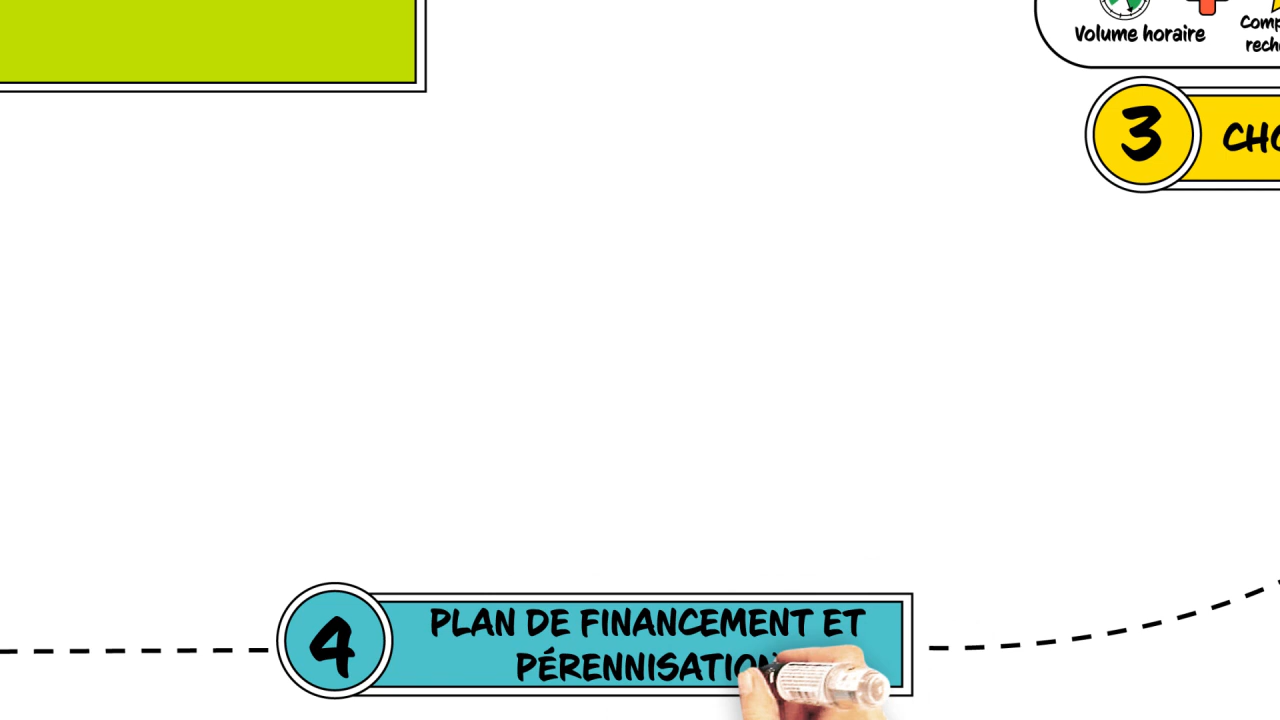 Volume horaire
3
4
PLAN DE FINANCEMENT ET
PÉRENNISATION